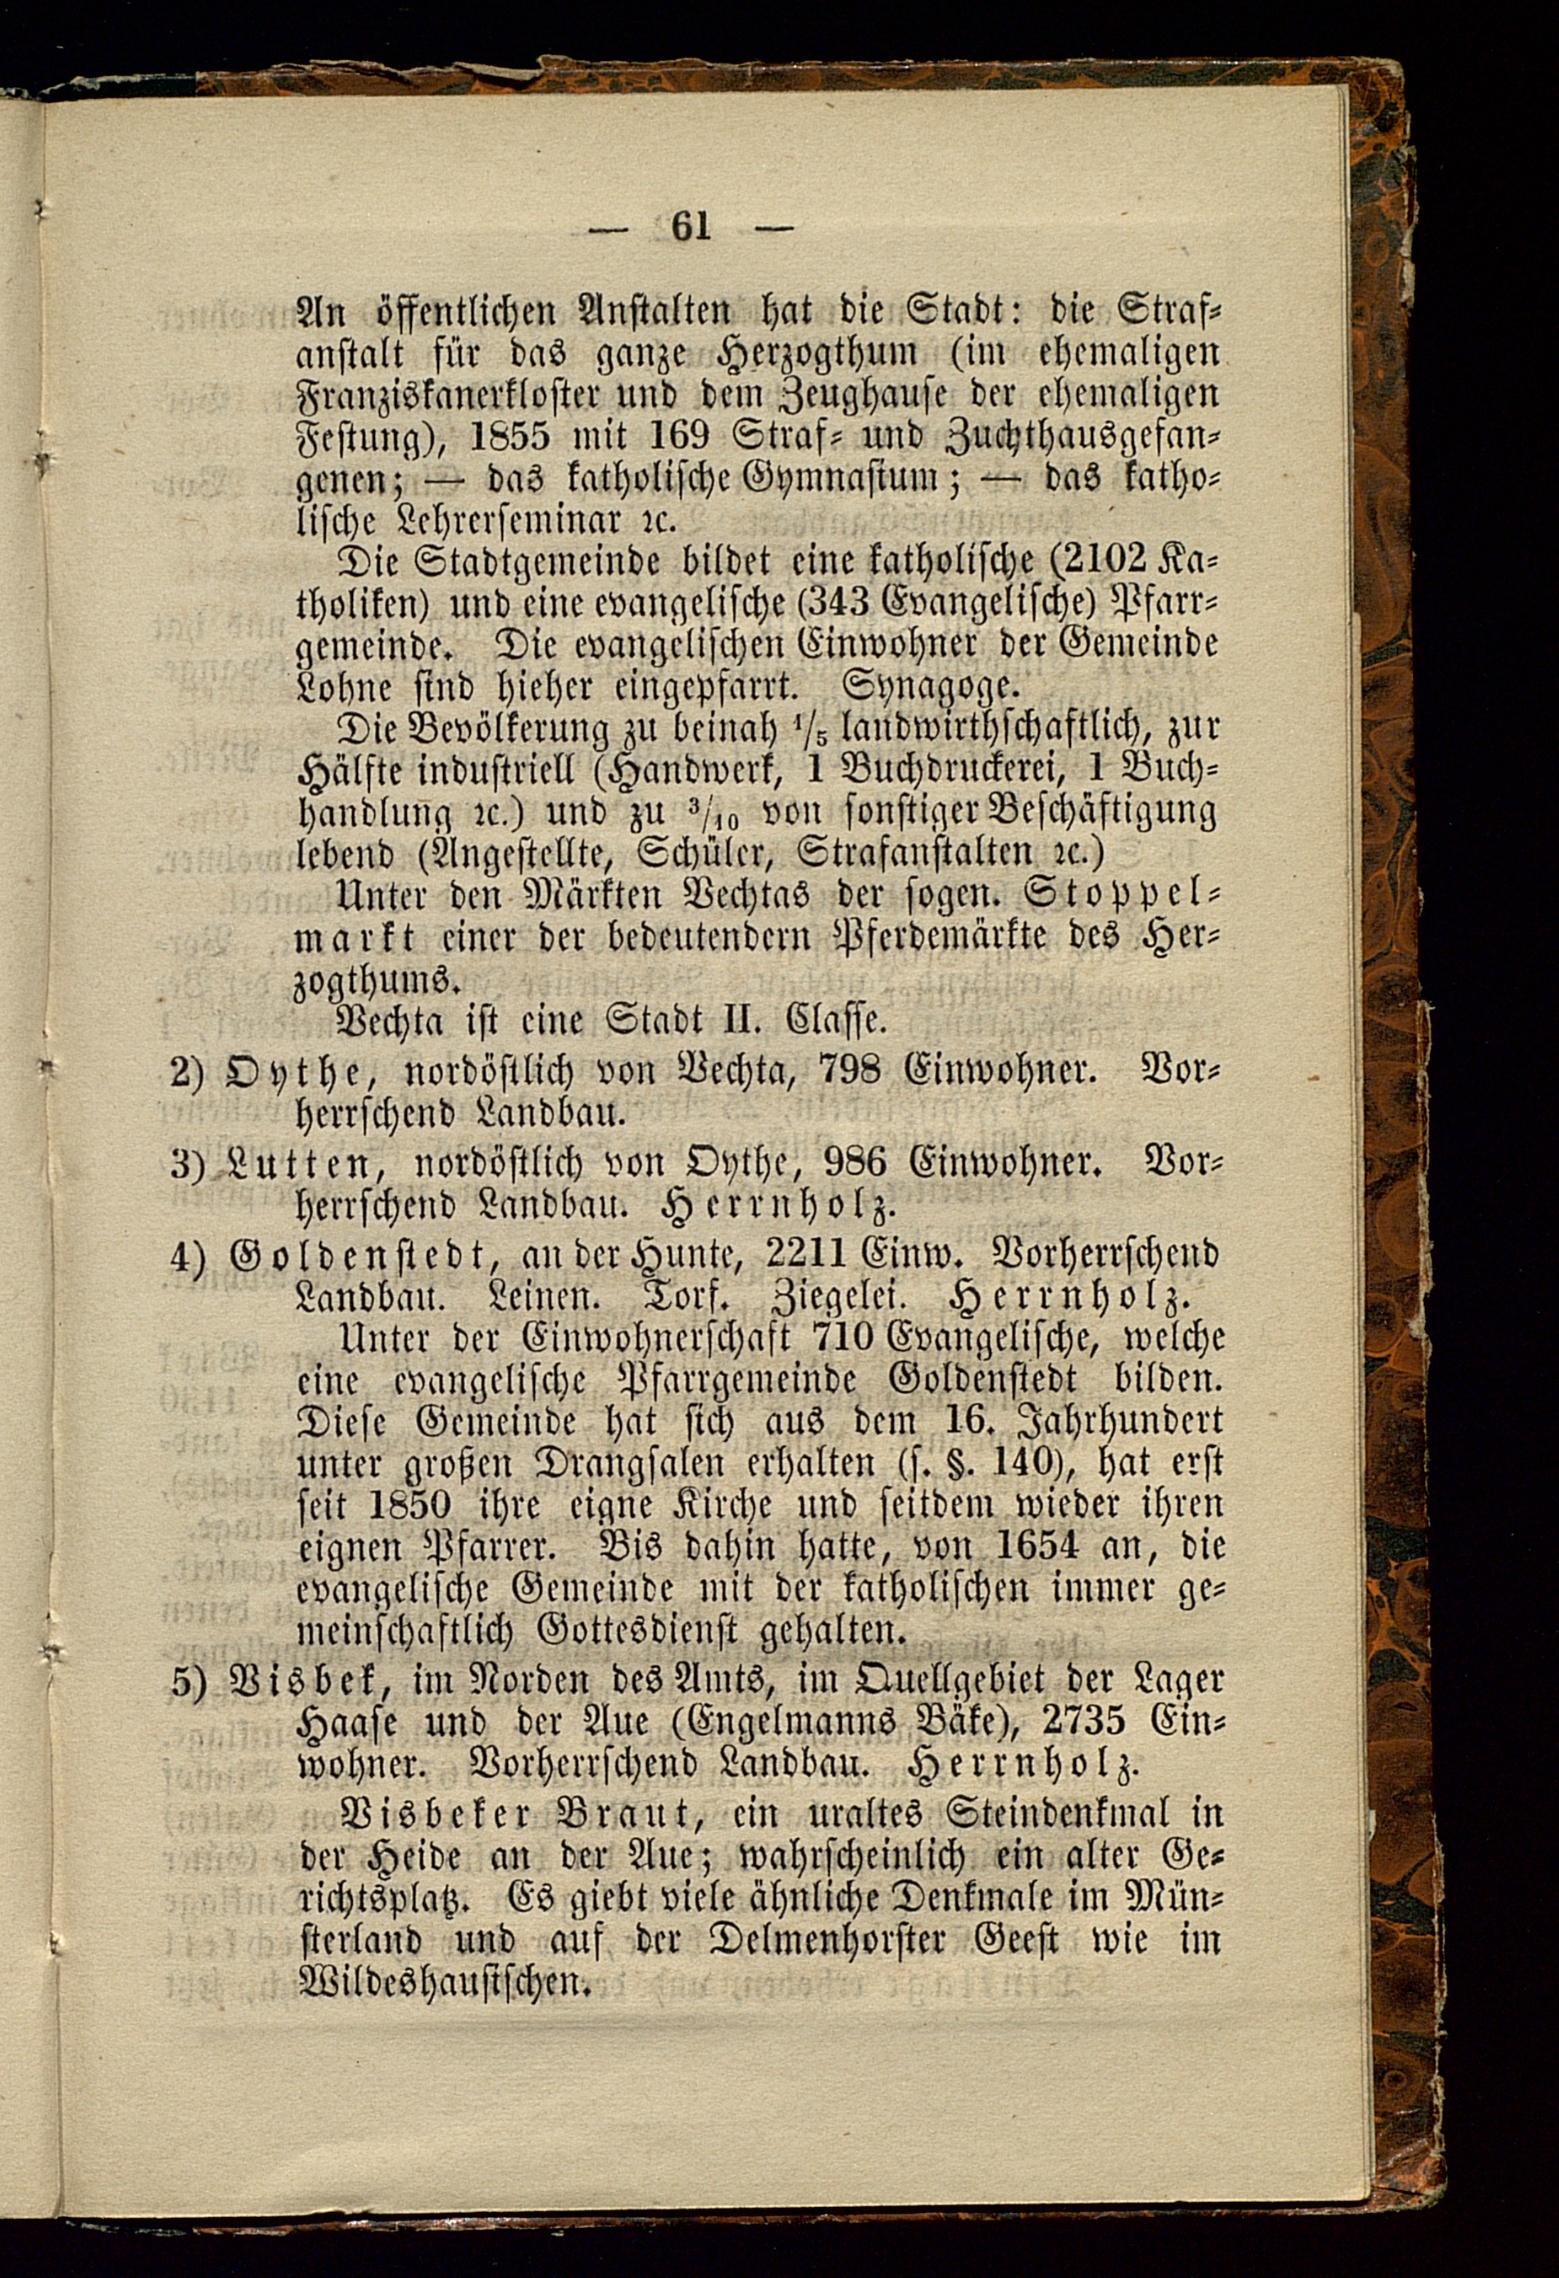 — 61 —
An öffentlichen Anstalten hat die Stadt: die Straf-
anstalt für das ganze Herzogthum (im ehemaligen
Franziskanerkloster und dem Zeughause der ehemaligen
Festung), 1855 mit 169 Straf- und Zuchthausgefan-
genen; — das katholische Gymnasium; — das katho-
lische Lehrerseminar ꝛc.
Die Stadtgemeinde bildet eine katholische (2102 Ka-
tholiken) und eine evangelische (343 Evangelische) Pfarr-
gemeinde. Die evangelischen Einwohner der Gemeinde
Lohne sind hieher eingepfarrt. Synagoge.
Die Bevölkerung zu beinah 1/5 landwirthschaftlich, zur
Hälfte industriell (Handwerk, 1 Buchdruckerei, 1 Buch-
handlung ꝛc.) und zu 3/10 von sonstiger Beschäftigung
lebend (Angestellte, Schüler, Strafanstalten ꝛc.)
Unter den Märkten Vechtas der sogen. Stoppel-
markt einer der bedeutendern Pferdemärkte des Her-
zogthums.
Vechta ist eine Stadt II. Classe.
2) Oythe, nordöstlich von Vechta, 798 Einwohner. Vor-
herrschend Landbau.
3) Lutten, nordöstlich von Oythe, 986 Einwohner. Vor-
herrschend Landbau. Herrnholz.
4) Goldenstedt, an der Hunte, 2211 Einw. Vorherrschend
Landbau. Leinen. Torf. Ziegelei. Herrnholz.
Unter der Einwohnerschaft 710 Evangelische, welche
eine evangelische Pfarrgemeinde Goldenstedt bilden.
Diese Gemeinde hat sich aus dem 16. Jahrhundert
unter großen Drangsalen erhalten (s. §. 140), hat erst
seit 1850 ihre eigne Kirche und seitdem wieder ihren
eignen Pfarrer. Bis dahin hatte, von 1654 an, die
evangelische Gemeinde mit der katholischen immer ge-
meinschaftlich Gottesdienst gehalten.
5) Visbek, im Norden des Amts, im Quellgebiet der Lager
Haase und der Aue (Engelmanns Bäke), 2735 Ein-
wohner. Vorherrschend Landbau. Herrnholz.
Visbeker Braut, ein uraltes Steindenkmal in
der Heide an der Aue; wahrscheinlich ein alter Ge-
richtsplatz. Es giebt viele ähnliche Denkmale im Mün-
sterland und auf der Delmenhorster Geest wie im
Wildeshausischen.